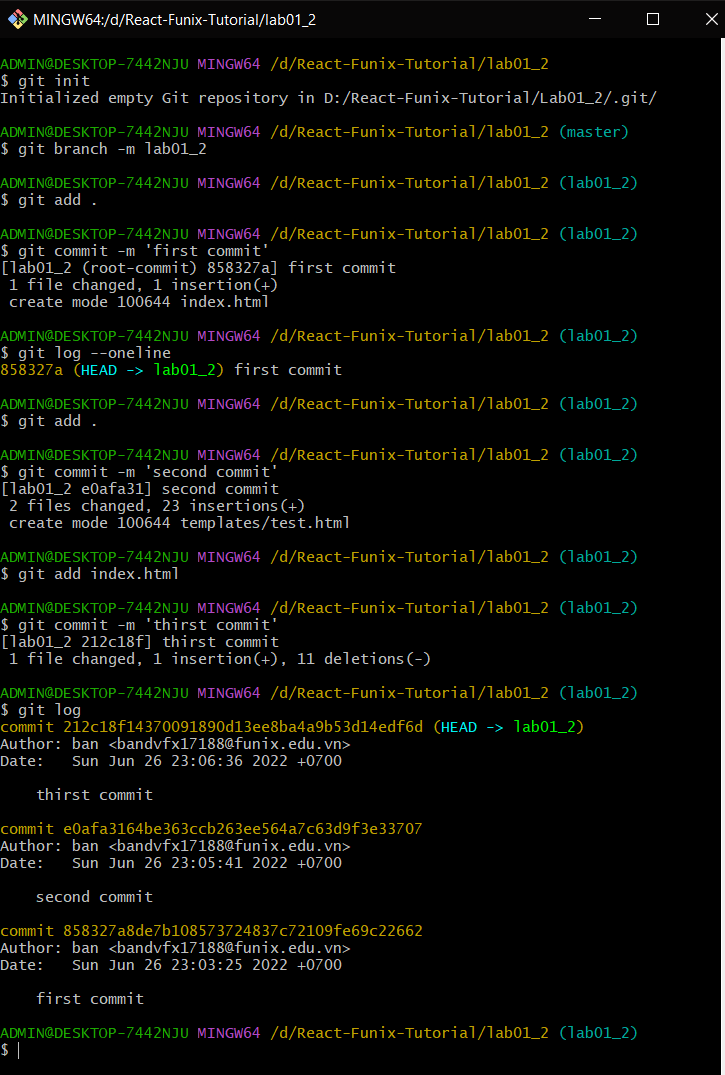 MINGW64:/d/React-Funix-Tutorial/lab01_2
ADMIN@DESKTOP-7442NJU MINGW64 /d/React-Funix-Tutorial/lab01_2
$ git init
Initialized empty Git repository in D:/React-Funix-Tutorial/Lab01_2/.git/
ADMIN@DESKTOP-7442NJU MINGW64 /d/React-Funix-Tutorial/lab01_2 (master)
$ git branch -m lab01_2
ADMIN@DESKTOP-7442NJU MINGW64 /d/React-Funix-Tutorial/lab01_2 (lab01_2)
$ git add .
ADMIN@DESKTOP-7442NJU MINGW64 /d/React-Funix-Tutorial/lab01_2 (lab01_2)
$ git commit -m 'first commit'
[lab01_2 (root-commit) 858327a] first commit
 1 file changed, 1 insertion(+)
 create mode 100644 index.html
ADMIN@DESKTOP-7442NJU MINGW64 /d/React-Funix-Tutorial/lab01_2 (lab01_2)
$ git log --oneline
858327a (HEAD -> lab01_2) first commit
ADMIN@DESKTOP-7442NJU MINGW64 /d/React-Funix-Tutorial/lab01_2 (lab01_2)
$ git add .
ADMIN@DESKTOP-7442NJU MINGW64 /d/React-Funix-Tutorial/lab01_2 (lab01_2)
$ git commit -m 'second commit'
[lab01_2 e0afa31] second commit
 2 files changed, 23 insertions(+)
 create mode 100644 templates/test.html
ADMIN@DESKTOP-7442NJU MINGW64 /d/React-Funix-Tutorial/lab01_2 (lab01_2)
$ git add index.html
ADMIN@DESKTOP-7442NJU MINGW64 /d/React-Funix-Tutorial/lab01_2 (lab01_2)
$ git commit -m 'thirst commit'
[lab01_2 212c18f] thirst commit
 1 file changed, 1 insertion(+), 11 deletions(-)
ADMIN@DESKTOP-7442NJU MINGW64 /d/React-Funix-Tutorial/lab01_2 (lab01_2)
$ git log
commit 212c18f14370091890d13ee8ba4a9b53d14edf6d (HEAD -> lab01_2)
Author: ban <bandvfx17188@funix.edu.vn>
Date:   Sun Jun 26 23:06:36 2022 +0700
    thirst commit
commit e0afa3164be363ccb263ee564a7c63d9f3e33707
Author: ban <bandvfx17188@funix.edu.vn>
Date:   Sun Jun 26 23:05:41 2022 +0700
    second commit
commit 858327a8de7b108573724837c72109fe69c22662
Author: ban <bandvfx17188@funix.edu.vn>
Date:   Sun Jun 26 23:03:25 2022 +0700
    first commit
ADMIN@DESKTOP-7442NJU MINGW64 /d/React-Funix-Tutorial/lab01_2 (lab01_2)
$